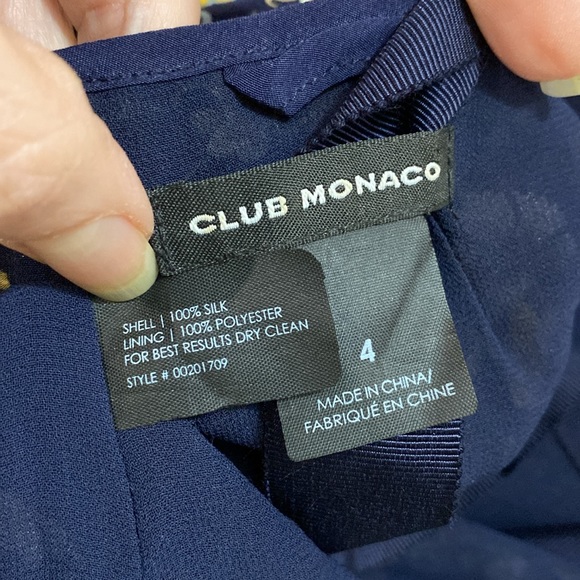 CLUB MONACO
SHELL | 100% SILK
LINING | 100% POLYESTER
FOR BEST RESULTS DRY CLEAN
STYLE # 00201709
4
MADE IN CHINA/
FABRIQUÉ EN CHINE